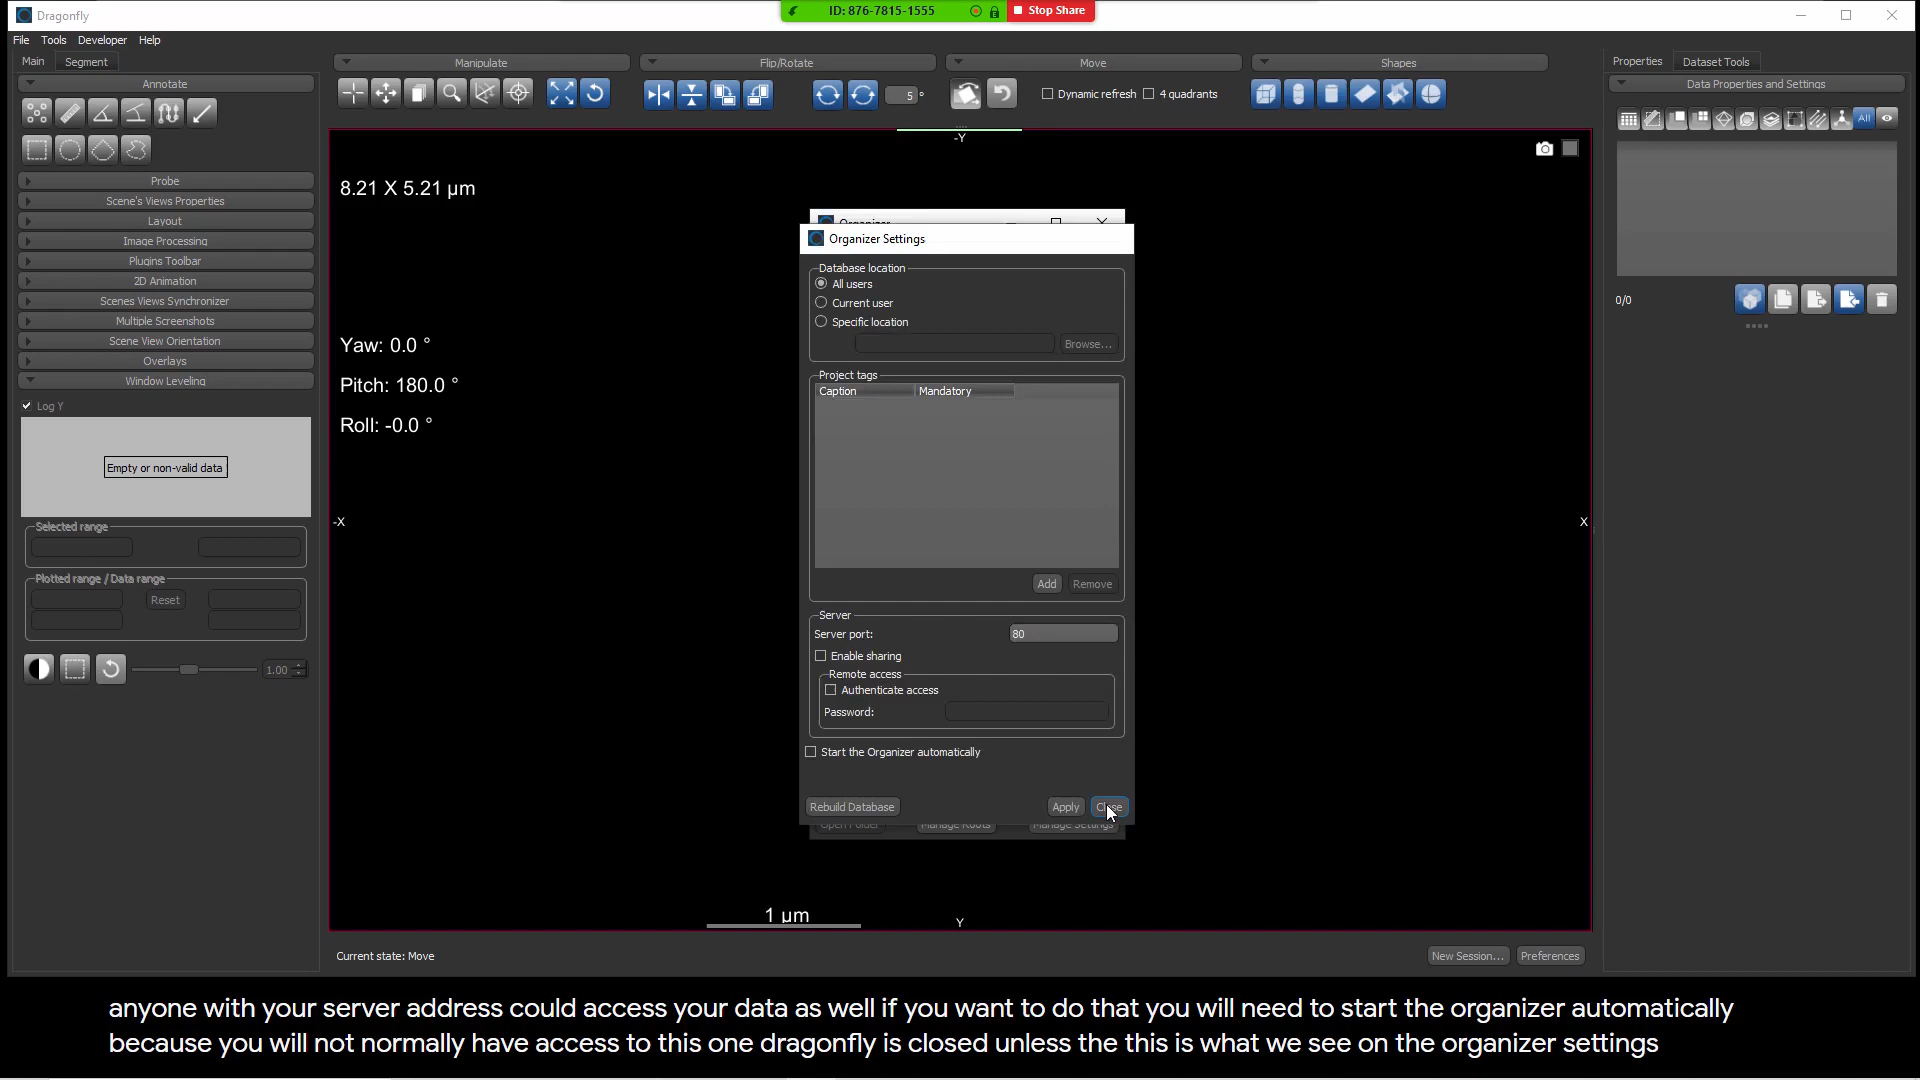 Dragonfly
ID: 876-7815-1555
Stop Share
File Tools Developer Help
Main Segment
Manipulate
Flip/Rotate
Move
Shapes
Properties Dataset Tools
Annotate
Data Properties and Settings
5 °
Dynamic refresh
4 quadrants
All
-Y
8.21 X 5.21 µm
Probe
Scene's Views Properties
Layout
Image Processing
Plugins Toolbar
2D Animation
Scenes Views Synchronizer
Multiple Screenshots
Scene View Orientation
Overlays
Window Leveling
Log Y
Empty or non-valid data
Selected range
Plotted range / Data range
Reset
1.00
Yaw: 0.0 °
Pitch: 180.0 °
Roll: -0.0 °
-X
X
0/0
Organizer
Organizer Settings
Database location
All users
Current user
Specific location
Browse...
Project tags
Caption Mandatory
Add Remove
Server
Server port: 80
Enable sharing
Remote access
Authenticate access
Password:
Start the Organizer automatically
Rebuild Database Apply Close
Open Folder Manage Roots Manage Settings
1 µm
Y
Current state: Move
New Session... Preferences
anyone with your server address could access your data as well if you want to do that you will need to start the organizer automatically
because you will not normally have access to this one dragonfly is closed unless the this is what we see on the organizer settings